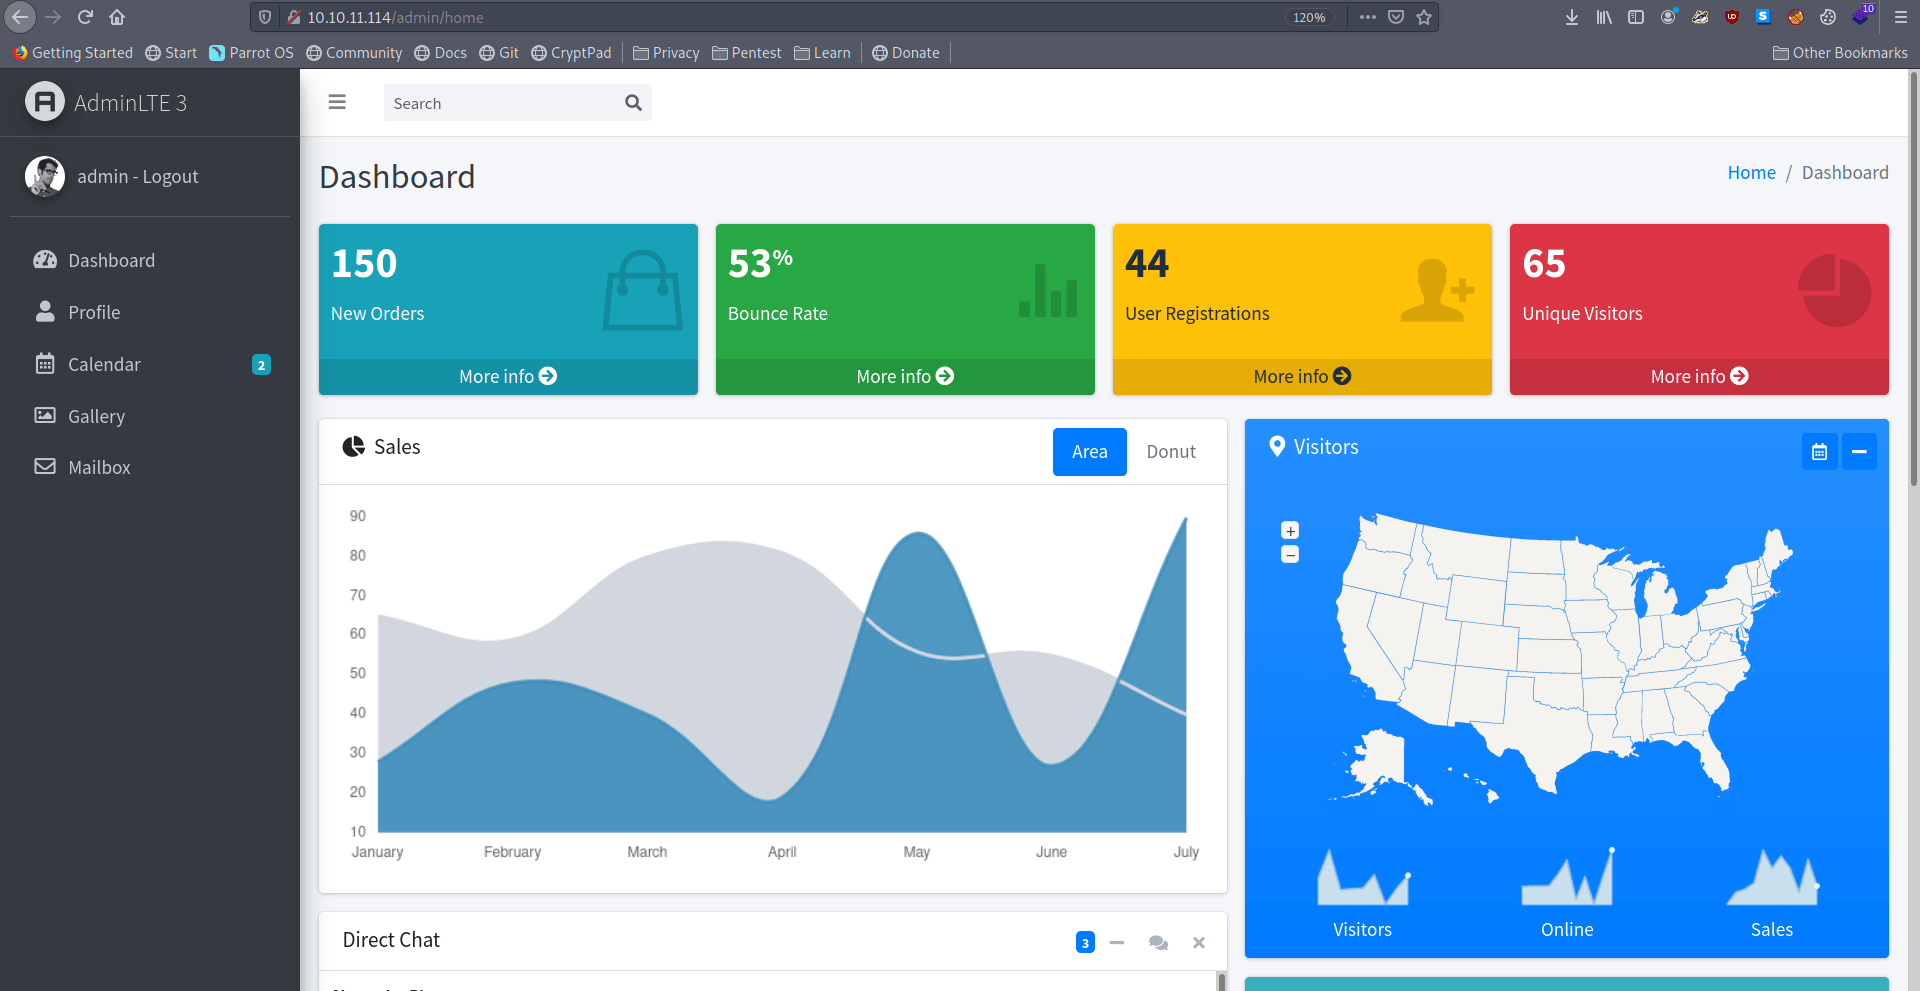 10.10.11.114/admin/home
120%
10
Getting Started
Start
Parrot OS
Community
Docs
Git
CryptPad
Privacy
Pentest
Learn
Donate
Other Bookmarks
AdminLTE 3
Search
admin - Logout
Dashboard
Home / Dashboard
Dashboard
Profile
Calendar
2
Gallery
Mailbox
150
New Orders
More info
53%
Bounce Rate
More info
44
User Registrations
More info
65
Unique Visitors
More info
Sales
Area
Donut
90
80
70
60
50
40
30
20
10
January
February
March
April
May
June
July
Visitors
+
−
Visitors
Online
Sales
Direct Chat
3